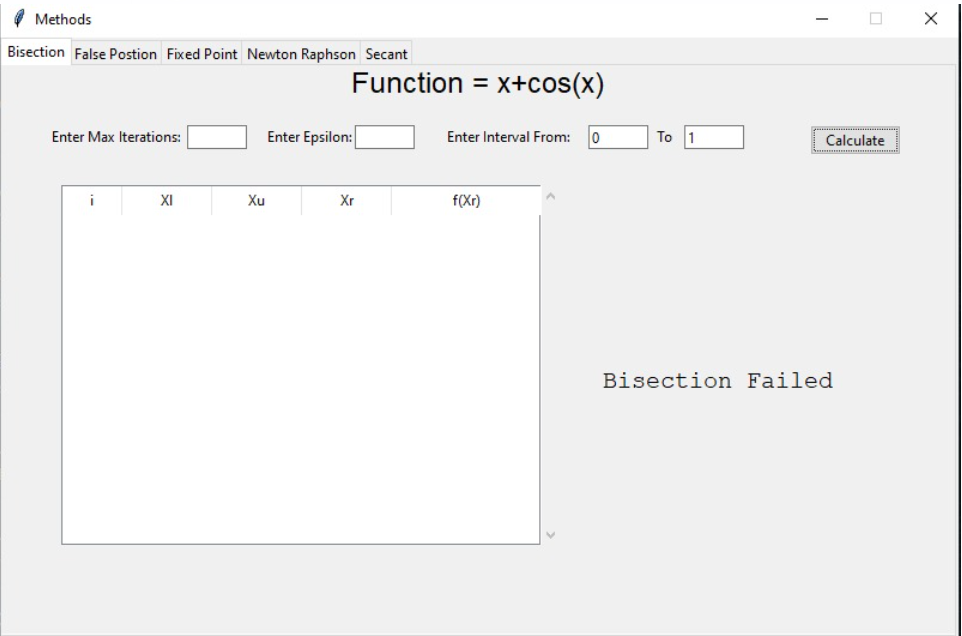 Methods
Bisection False Postion Fixed Point Newton Raphson Secant
Function = x+cos(x)
Enter Max Iterations: Enter Epsilon: Enter Interval From: 0 To 1 Calculate
i Xl Xu Xr f(Xr)
Bisection Failed